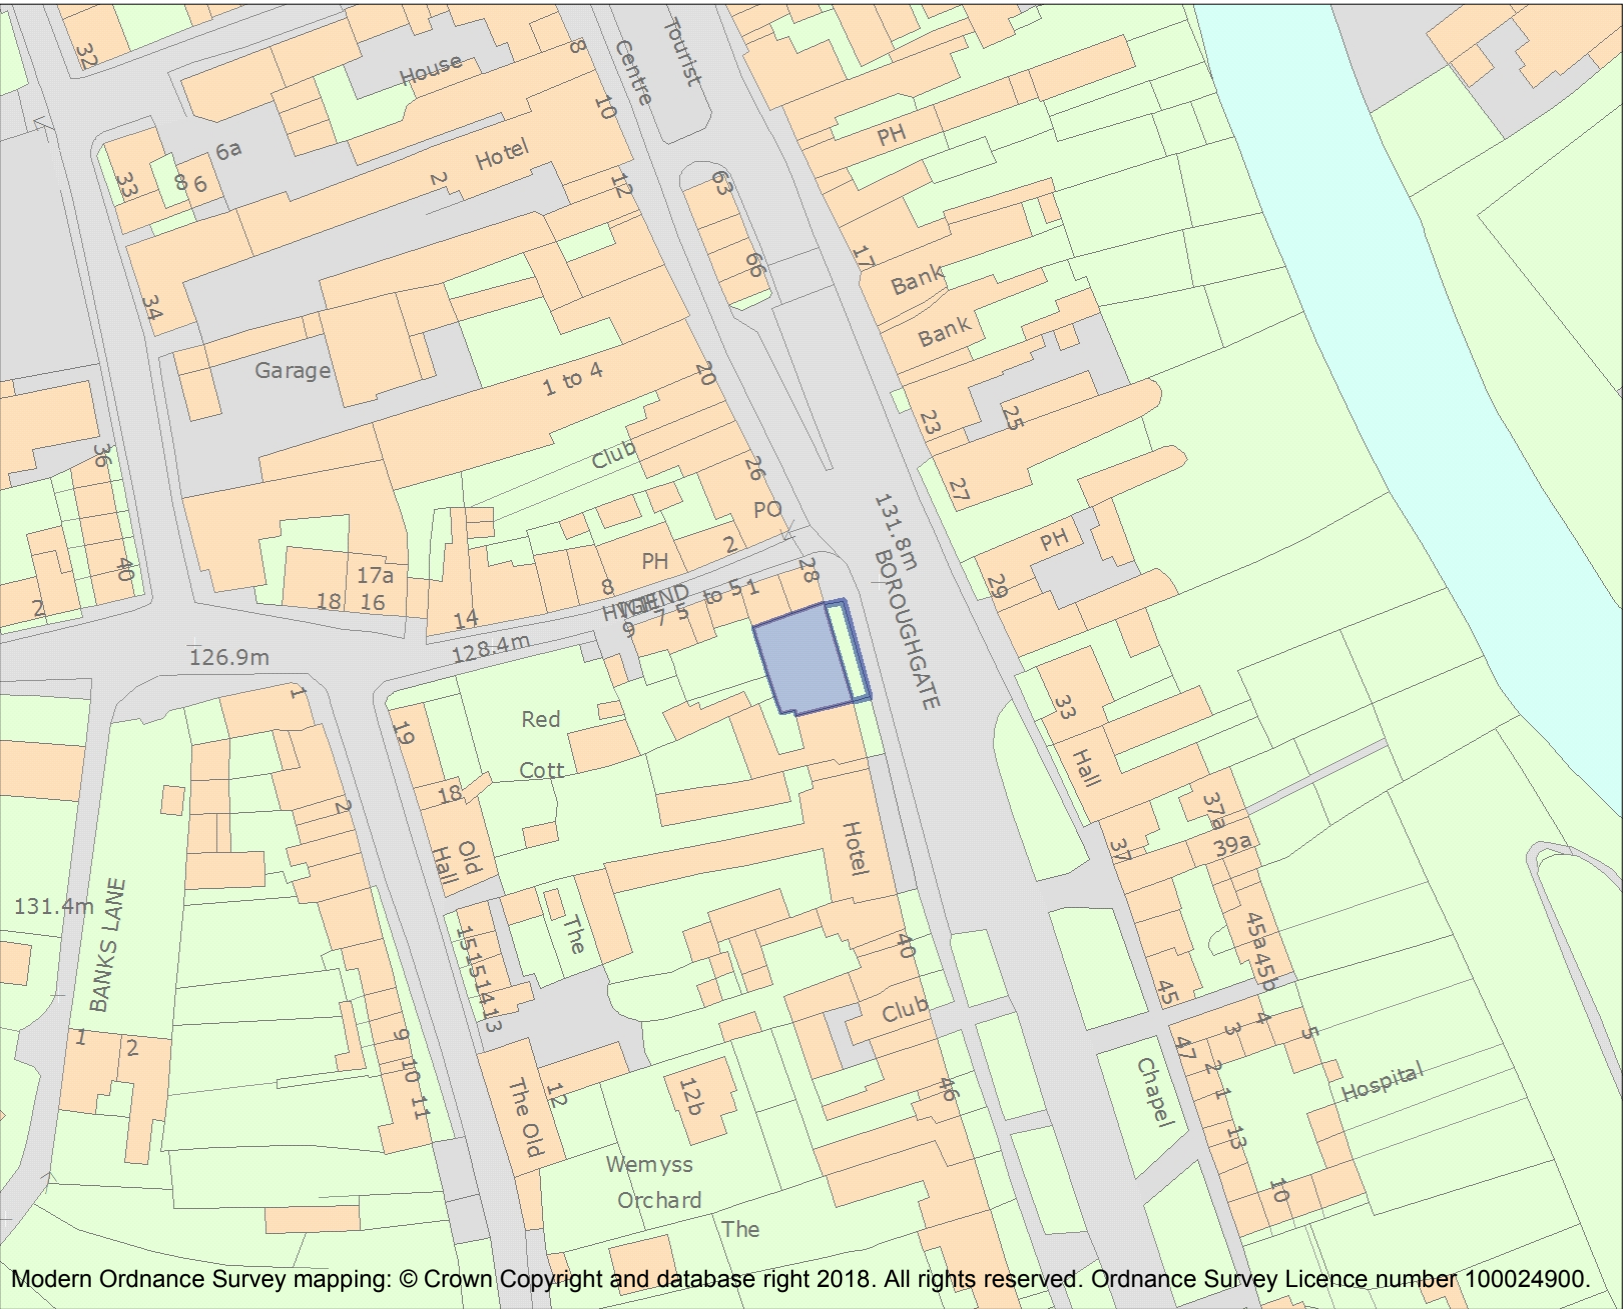 32
House
8
Centre
Tourist
10
PH
6a
Hotel
33
8
6
2
12
63
17
66
Bank
34
Bank
Garage
1 to 4
20
23
25
36
Club
26
27
PO
131.8m
PH
2
PH
40
17a
28
29
2
18
16
8
to 5
1
14
9
7
5
BOROUGHGATE
126.9m
128.4m
1
19
Red
Cott
33
Hall
2
18
37a
Hotel
37
39a
Old
Hall
131.4m
BANKS LANE
The
15
15
14
13
40
45a
45b
45
Club
1
2
9
10
11
3
4
5
47
2
1
The Old
12
12b
46
Chapel
Hospital
13
Wemyss
Orchard
10
The
Modern Ordnance Survey mapping: © Crown Copyright and database right 2018. All rights reserved. Ordnance Survey Licence number 100024900.